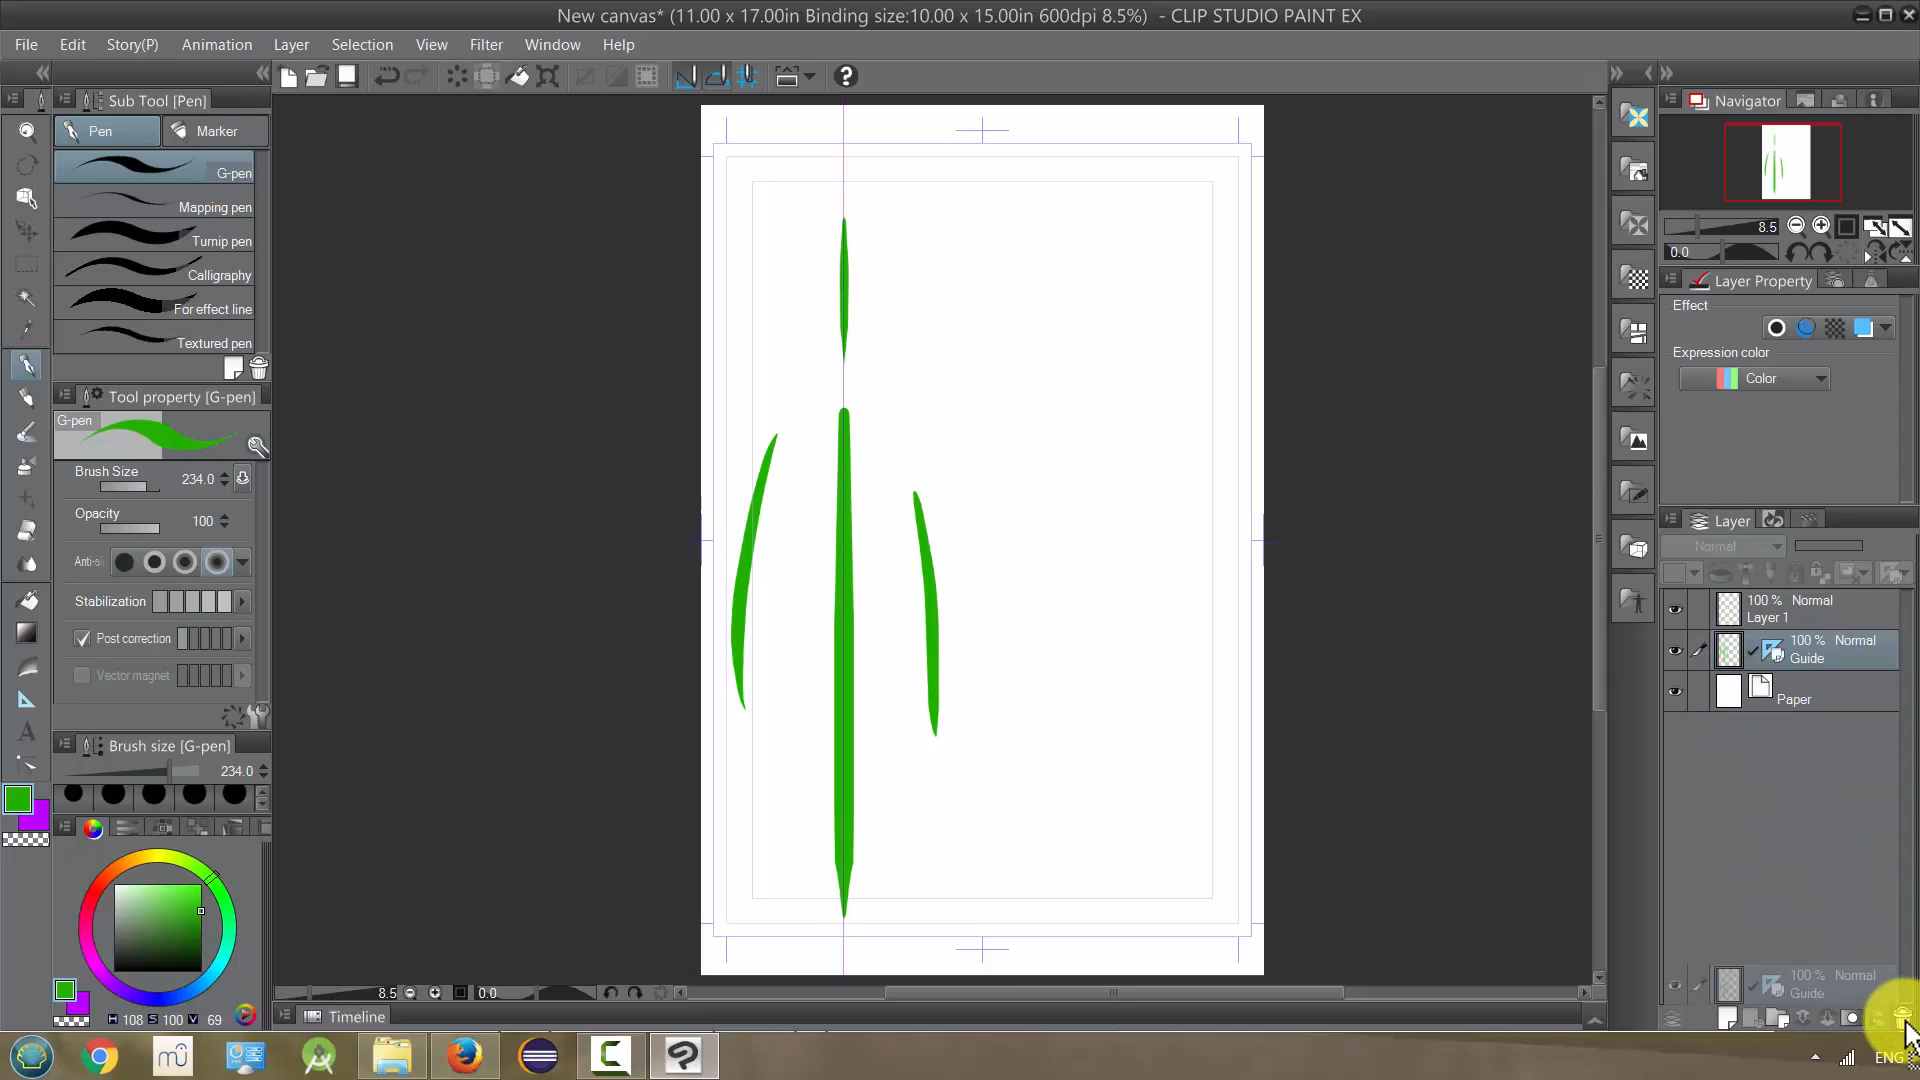 New canvas* (11.00 x 17.00in Binding size:10.00 x 15.00in 600dpi 8.5%) - CLIP STUDIO PAINT EX
File Edit Story(P) Animation Layer Selection View Filter Window Help
Sub Tool [Pen]
Pen Marker
G-pen
Mapping pen
Turnip pen
Calligraphy
For effect line
Textured pen
Tool property [G-pen]
G-pen
Brush Size 234.0
Opacity 100
Anti-ali
Stabilization
Post correction
Vector magnet
Brush size [G-pen]
234.0
H 108 S 100 V 69
8.5 0.0
Timeline
Navigator
8.5
0.0
Layer Property
Effect
Expression color
Color
Layer
Normal
100 % Normal
Layer 1
100 % Normal
Guide
Paper
100 % Normal
Guide
ENG